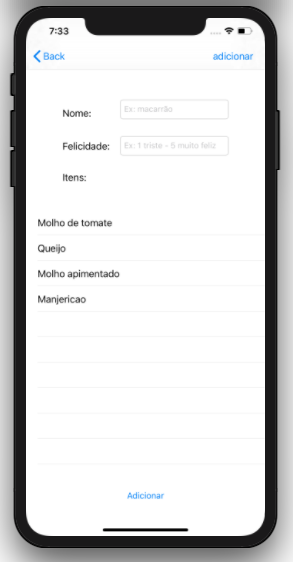 7:33
Back adicionar
Nome: Ex: macarrão
Felicidade: Ex: 1 triste - 5 muito feliz
Itens:
Molho de tomate
Queijo
Molho apimentado
Manjericao
Adicionar